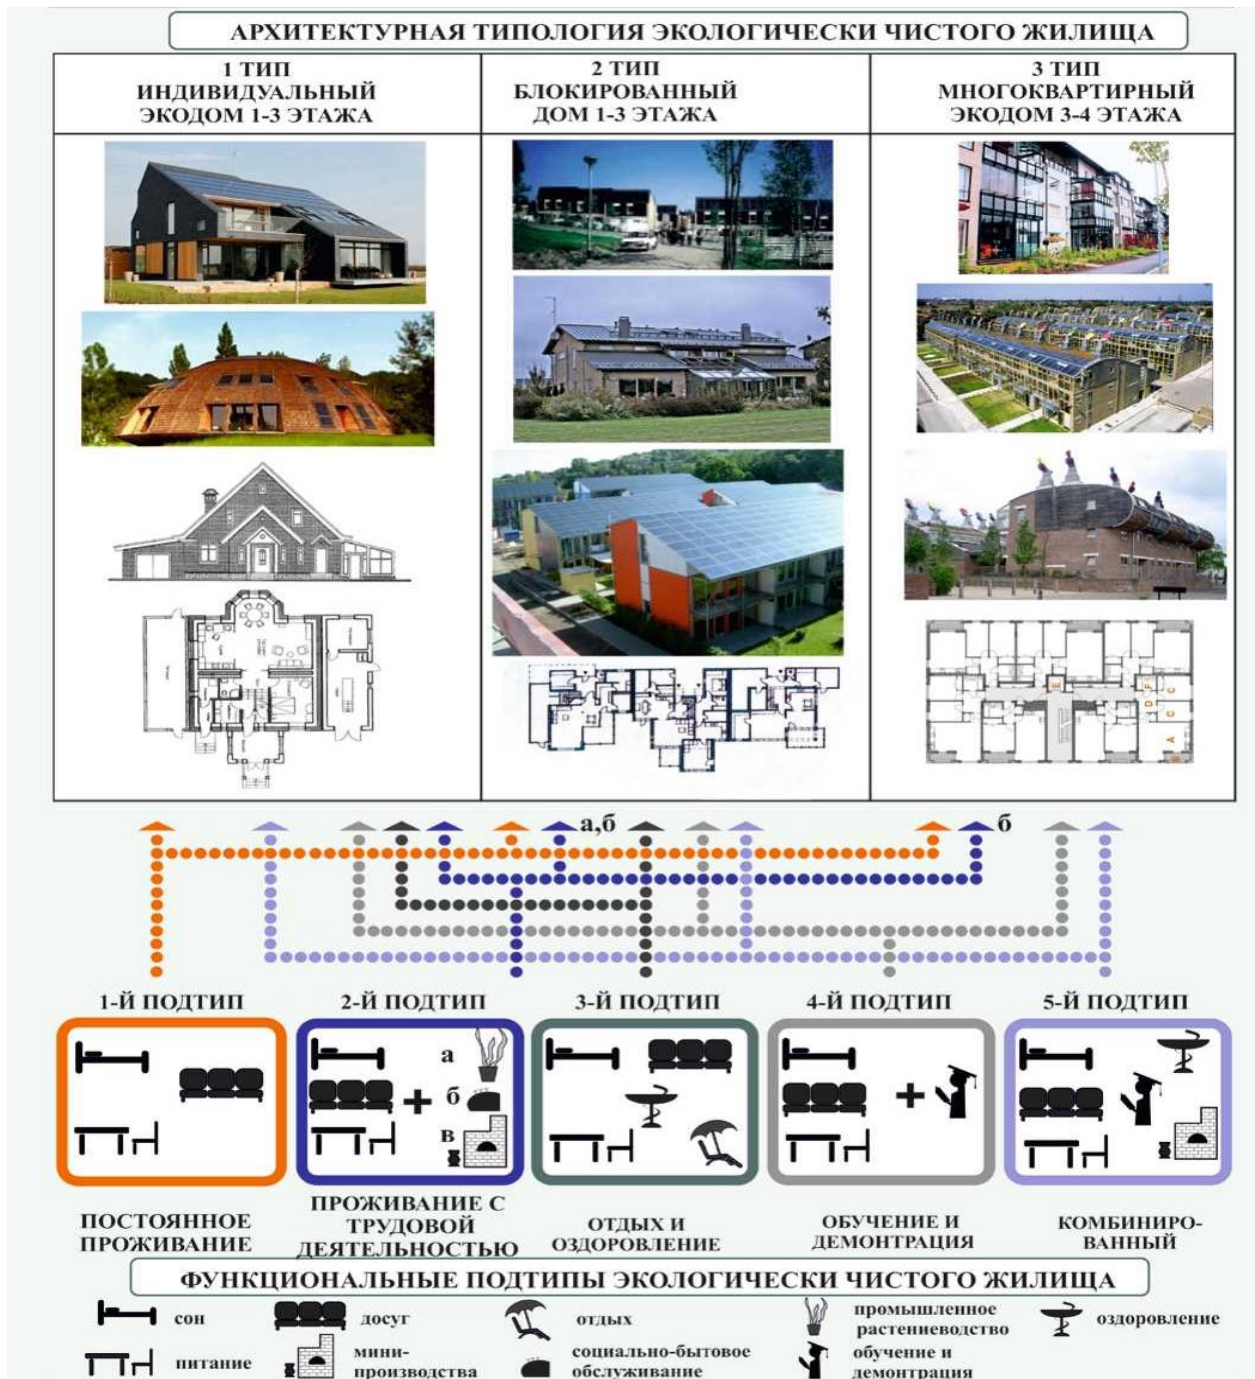 АРХИТЕКТУРНАЯ ТИПОЛОГИЯ ЭКОЛОГИЧЕСКИ ЧИСТОГО ЖИЛИЩА
1 ТИП
ИНДИВИДУАЛЬНЫЙ
ЭКОДОМ 1-3 ЭТАЖА
2 ТИП
БЛОКИРОВАННЫЙ
ДОМ 1-3 ЭТАЖА
3 ТИП
МНОГОКВАРТИРНЫЙ
ЭКОДОМ 3-4 ЭТАЖА
E
F
D
C
C
A
а,б
б
1-Й ПОДТИП
2-Й ПОДТИП
3-Й ПОДТИП
4-Й ПОДТИП
5-Й ПОДТИП
а
б
в
ПОСТОЯННОЕ
ПРОЖИВАНИЕ
ПРОЖИВАНИЕ С
ТРУДОВОЙ
ДЕЯТЕЛЬНОСТЬЮ
ОТДЫХ И
ОЗДОРОВЛЕНИЕ
ОБУЧЕНИЕ И
ДЕМОНТРАЦИЯ
КОМБИНИРО-
ВАННЫЙ
ФУНКЦИОНАЛЬНЫЕ ПОДТИПЫ ЭКОЛОГИЧЕСКИ ЧИСТОГО ЖИЛИЩА
сон
досуг
отдых
промышленное
растениеводство
оздоровление
питание
мини-
производства
социально-бытовое
обслуживание
обучение и
демонтрация